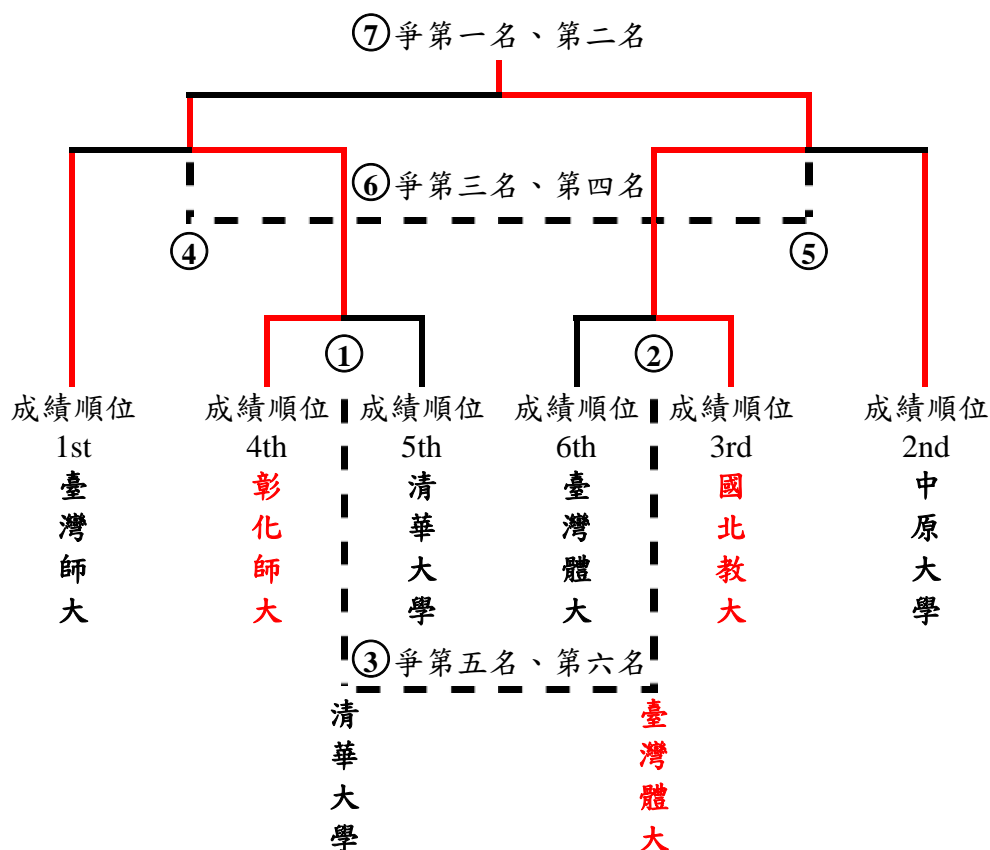 ⑦爭第一名、第二名
⑥爭第三名、第四名
④
⑤
①
②
成績順位
1st
臺灣師大
成績順位
4th
彰化師大
成績順位
5th
清華大學
成績順位
6th
臺灣體大
成績順位
3rd
國北教大
成績順位
2nd
中原大學
③爭第五名、第六名
清華大學
臺灣體大